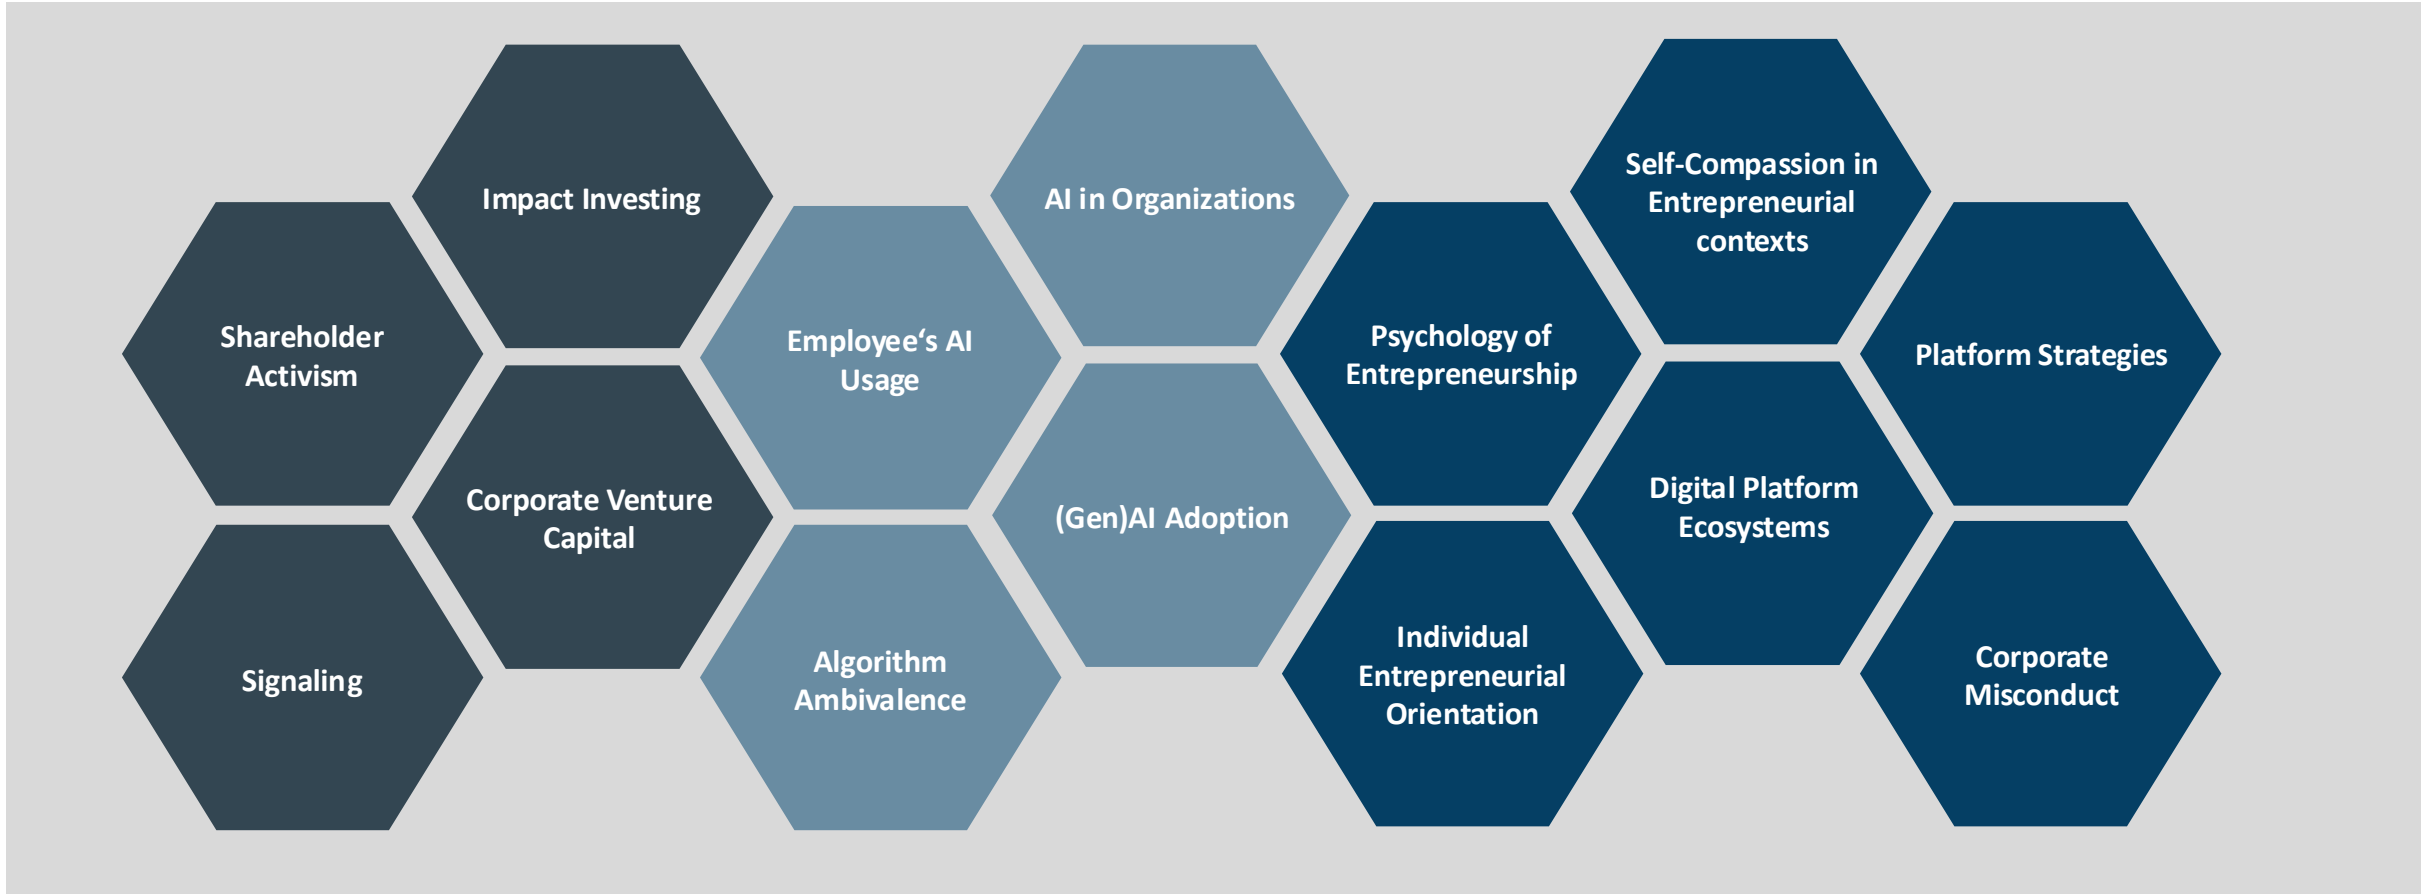 Impact Investing
Shareholder
Activism
Corporate Venture
Capital
Signaling
AI in Organizations
Employee‘s AI
Usage
(Gen)AI Adoption
Algorithm
Ambivalence
Self-Compassion in
Entrepreneurial
contexts
Psychology of
Entrepreneurship
Platform Strategies
Digital Platform
Ecosystems
Individual
Entrepreneurial
Orientation
Corporate
Misconduct